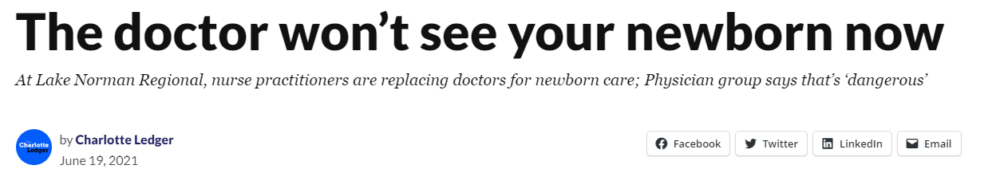 The doctor won’t see your newborn now
At Lake Norman Regional, nurse practitioners are replacing doctors for newborn care; Physician group says that’s ‘dangerous’
The
Charlotte
Ledger
by Charlotte Ledger
June 19, 2021
Facebook
Twitter
LinkedIn
Email